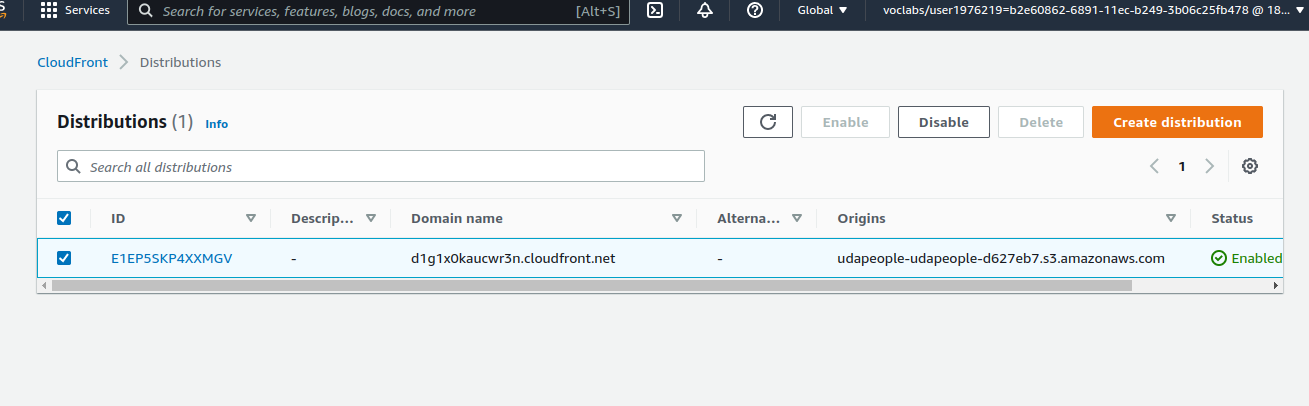 Services Search for services, features, blogs, docs, and more [Alt+S] Global ▼ voclabs/user1976219=b2e60862-6891-11ec-b249-3b06c25fb478 @ 18... ▼
CloudFront > Distributions
Distributions (1) Info Enable Disable Delete Create distribution
Search all distributions 1
ID Descrip... Domain name Alterna... Origins Status
E1EP5SKP4XXMGV - d1g1x0kaucwr3n.cloudfront.net - udapeople-udapeople-d627eb7.s3.amazonaws.com Enabled